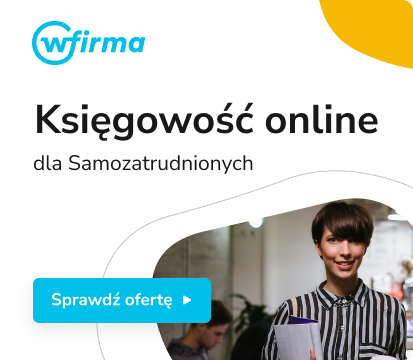 wfirma
Księgowość online
dla Samozatrudnionych
Sprawdź ofertę